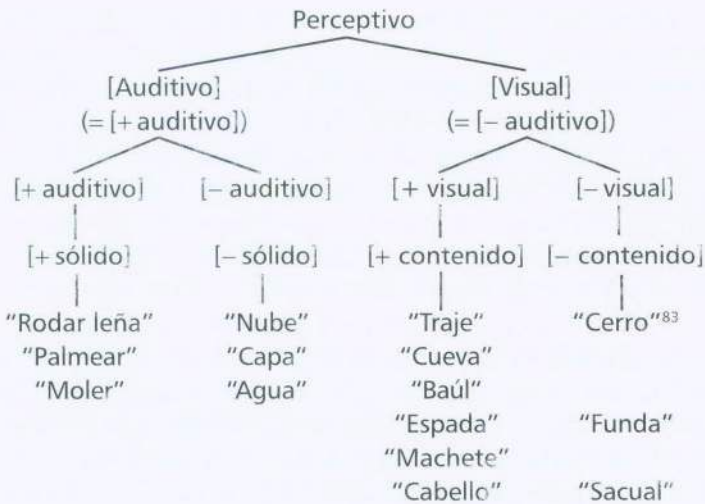 Perceptivo
[Auditivo] [Visual]
(= [+ auditivo]) (= [– auditivo])
[+ auditivo] [– auditivo] [+ visual] [– visual]
[+ sólido] [– sólido] [+ contenido] [– contenido]
"Rodar leña" "Nube" "Traje" "Cerro"83
"Palmear" "Capa" "Cueva"
"Moler" "Agua" "Baúl"
"Espada" "Funda"
"Machete"
"Cabello" "Sacual"